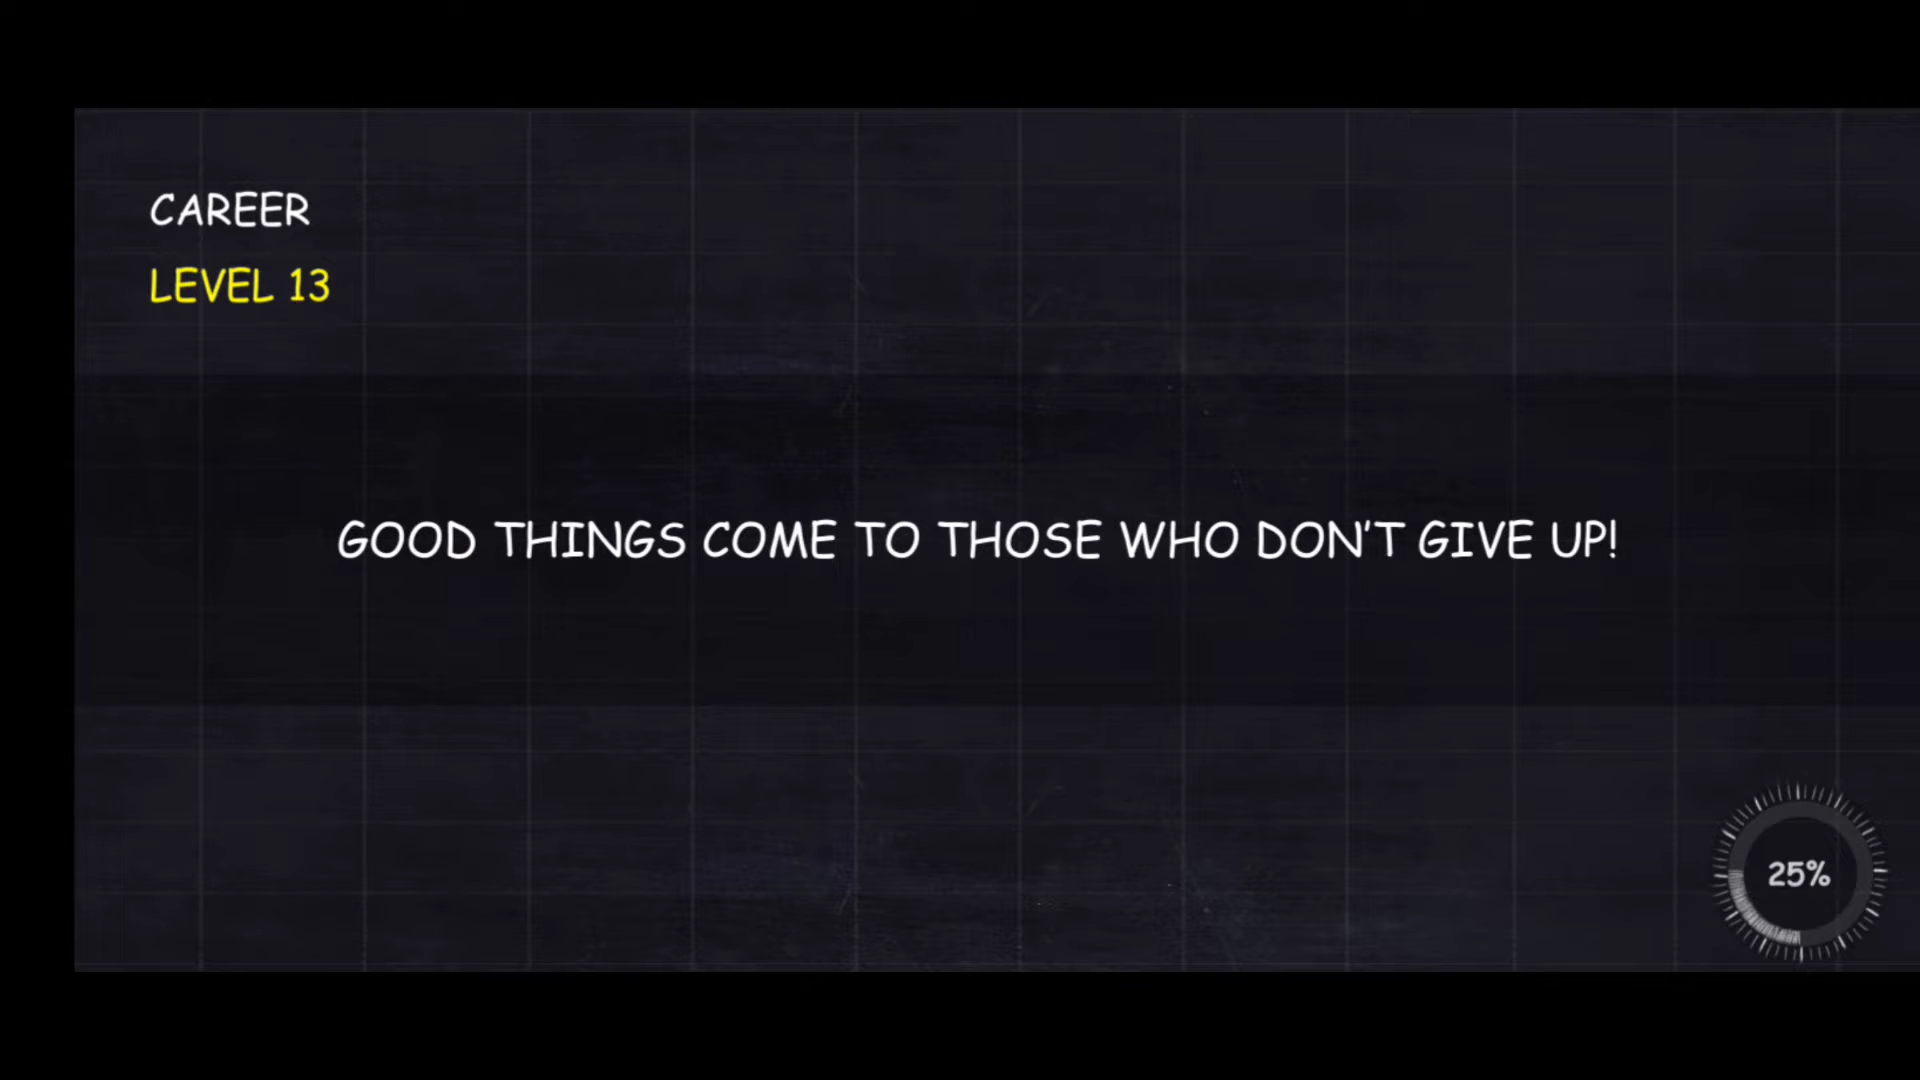 CAREER
LEVEL 13
GOOD THINGS COME TO THOSE WHO DON'T GIVE UP!
25%